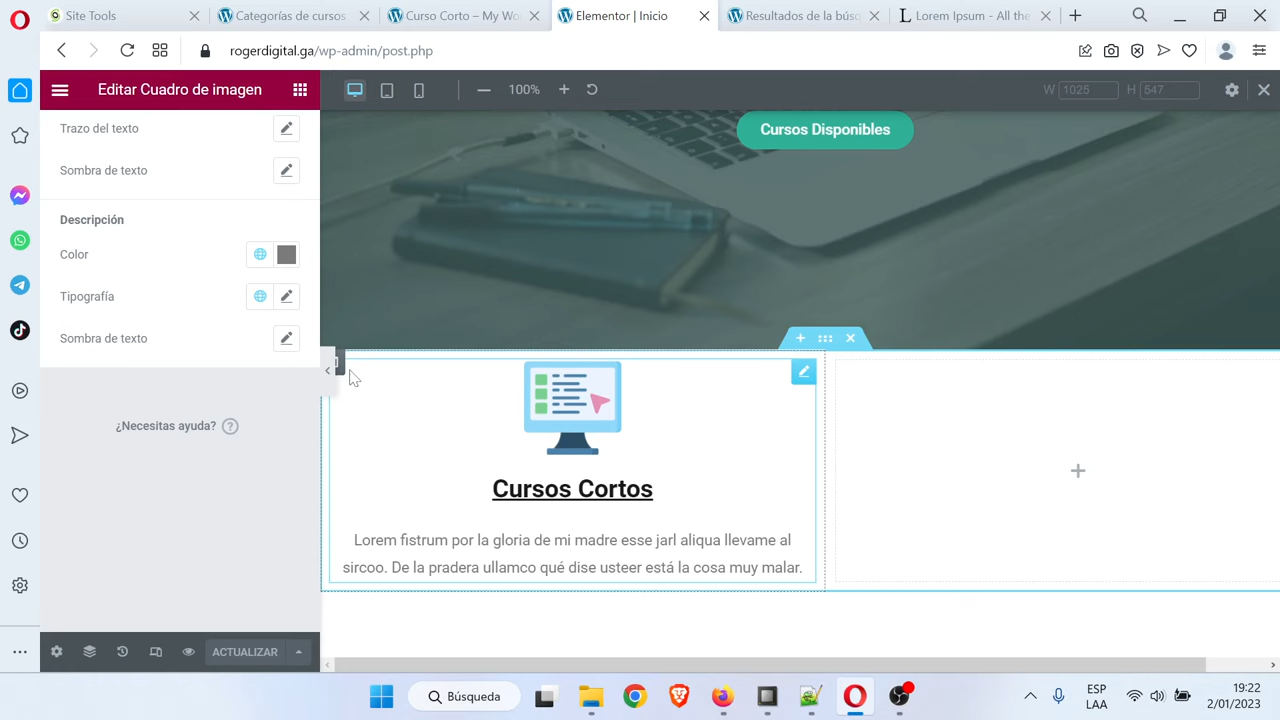 Site Tools
Categorías de cursos
Curso Corto — My Wo
Elementor | Inicio
Resultados de la búsq
Lorem Ipsum - All the
rogerdigital.ga/wp-admin/post.php
Editar Cuadro de imagen
100%
W 1025
H 547
Trazo del texto
Sombra de texto
Descripción
Color
Tipografía
Sombra de texto
¿Necesitas ayuda? ?
ACTUALIZAR
Cursos Disponibles
Cursos Cortos
Lorem fistrum por la gloria de mi madre esse jarl aliqua llevame al
sircoo. De la pradera ullamco qué dise usteer está la cosa muy malar.
Búsqueda
ESP
LAA
19:22
2/01/2023